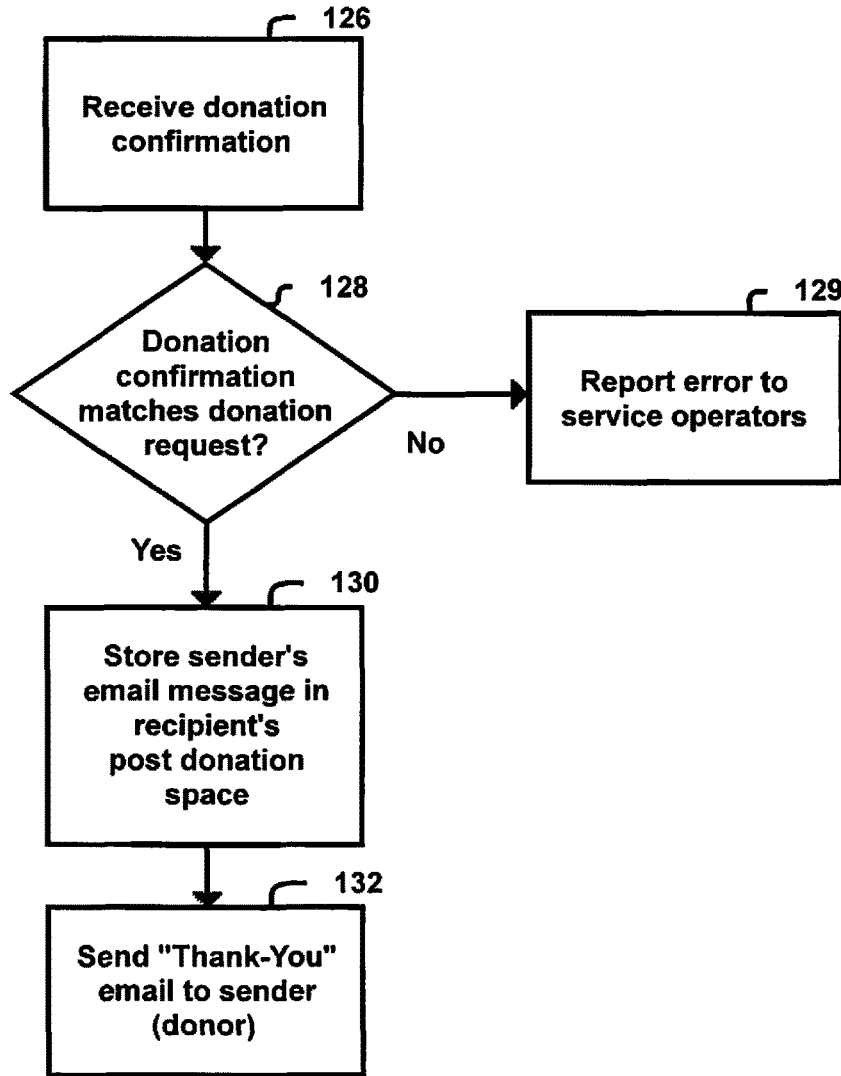 126
Receive donation
confirmation
128
Donation
confirmation
matches donation
request?
129
Report error to
service operators
No
Yes
130
Store sender's
email message in
recipient's
post donation
space
132
Send "Thank-You"
email to sender
(donor)